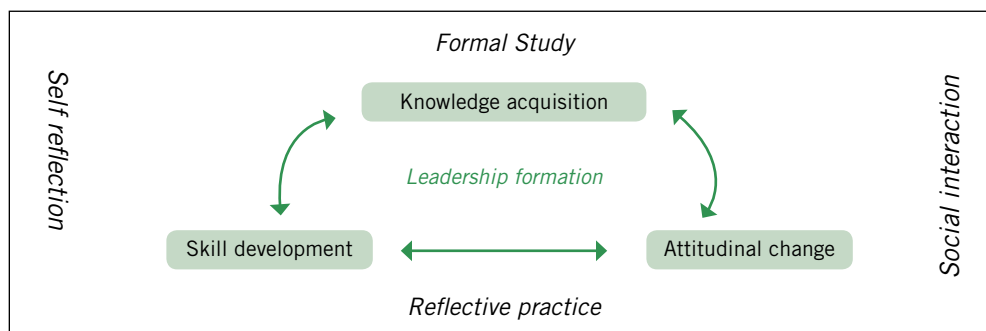 Formal Study
Self reflection
Knowledge acquisition
Social interaction
Leadership formation
Skill development
Attitudinal change
Reflective practice